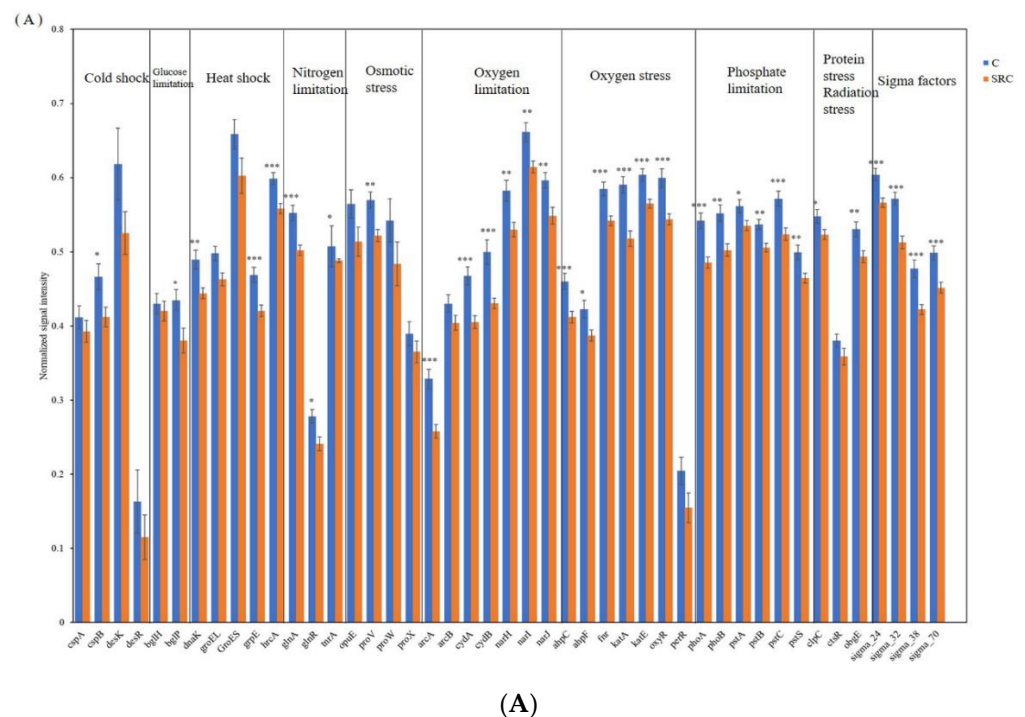 (A)
0.8
0.7
0.6
0.5
0.4
0.3
0.2
0.1
0
Normalized signal intensity
Cold shock
Glucose
limitation
Heat shock
Nitrogen
limitation
Osmotic
stress
Oxygen
limitation
Oxygen stress
Phosphate
limitation
Protein
stress
Radiation
stress
Sigma factors
C
SRC
*
*
**
***
***
***
*
*
**
***
***
***
**
**
**
***
*
***
***
***
***
***
**
*
**
***
**
*
**
***
***
***
***
cspA
cspB
desK
desR
bglH
bglP
dnaK
groEL
GroES
grpE
hrcA
glnA
glnR
tnrA
opuE
proV
proW
proX
arcA
arcB
cydA
cydB
narH
narI
narJ
ahpC
ahpF
fnr
katA
katE
oxyR
perR
phoA
phoB
pstA
pstB
pstC
pstS
clpC
ctsR
obgE
sigma_24
sigma_32
sigma_38
sigma_70
(A)